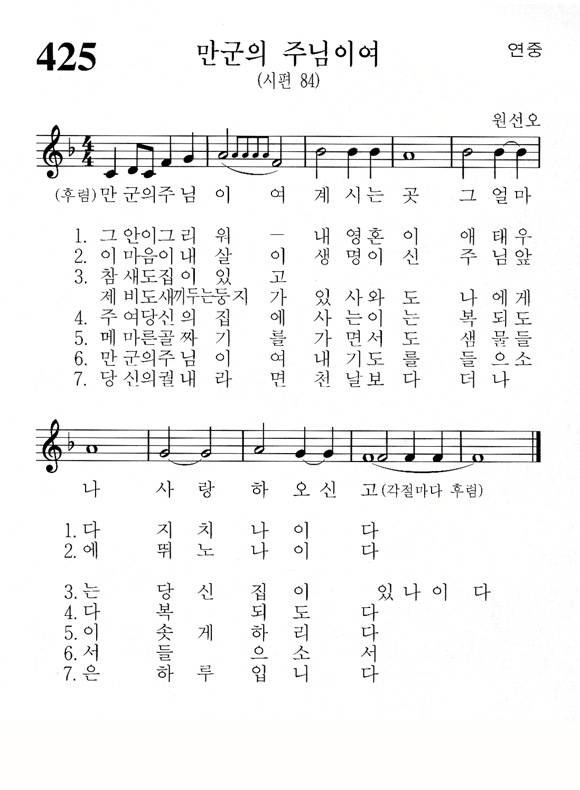 425 만군의 주님이여 연중
(시편 84)
원선오
(후렴)만 군의주 님 이 여 계 시는 곳 그 얼마
1. 그 안이그리 워 – 내 영혼 이 애 태우
2. 이 마음이내 살 이 생 명이 신 주 님앞
3. 참 새도집이 있 고
제 비도새끼두는둥지 가 있 사와 도 나 에게
4. 주 여당신의 집 에 사 는이 는 복 되도
5. 메 마른골 짜 기 를 가 면서 도 샘 물들
6. 만 군의주 님 이 여 내 기도 를 들 으소
7. 당 신의궐내 라 면 천 날보 다 더 나
나 사 랑 하 오 신 고 (각절마다 후렴)
1. 다 지 치 나 이 다
2. 에 뛰 노 나 이 다
3. 는 당 신 집 이 있 나 이 다
4. 다 복 되 도 다
5. 이 솟 게 하 리 다
6. 서 들 으 소 서
7. 은 하 루 입 니 다